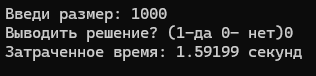 Введи размер: 1000
Выводить решение? (1-да 0- нет)0
Затраченное время: 1.59199 секунд